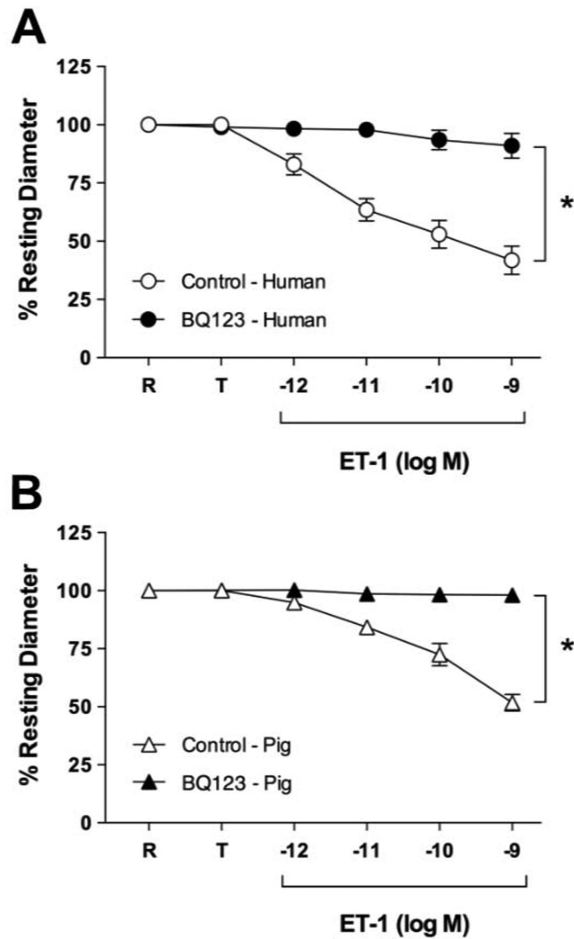 A
% Resting Diameter
125
100
75
50
25
0
Control - Human
BQ123 - Human
*
R T -12 -11 -10 -9
ET-1 (log M)
B
% Resting Diameter
125
100
75
50
25
0
Control - Pig
BQ123 - Pig
*
R T -12 -11 -10 -9
ET-1 (log M)